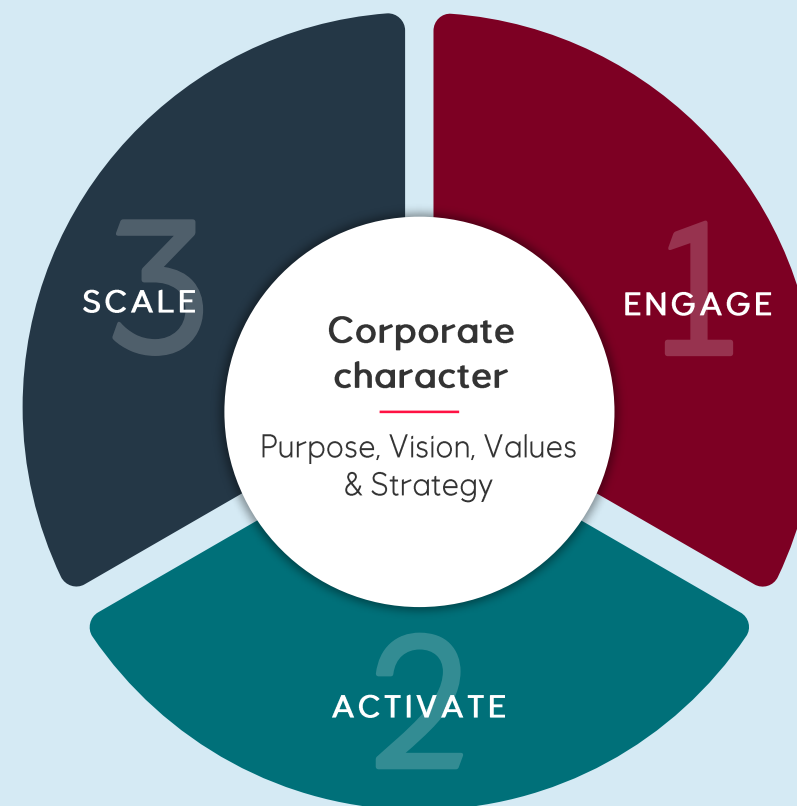 3
SCALE
1
ENGAGE
Corporate
character
Purpose, Vision, Values
& Strategy
2
ACTIVATE